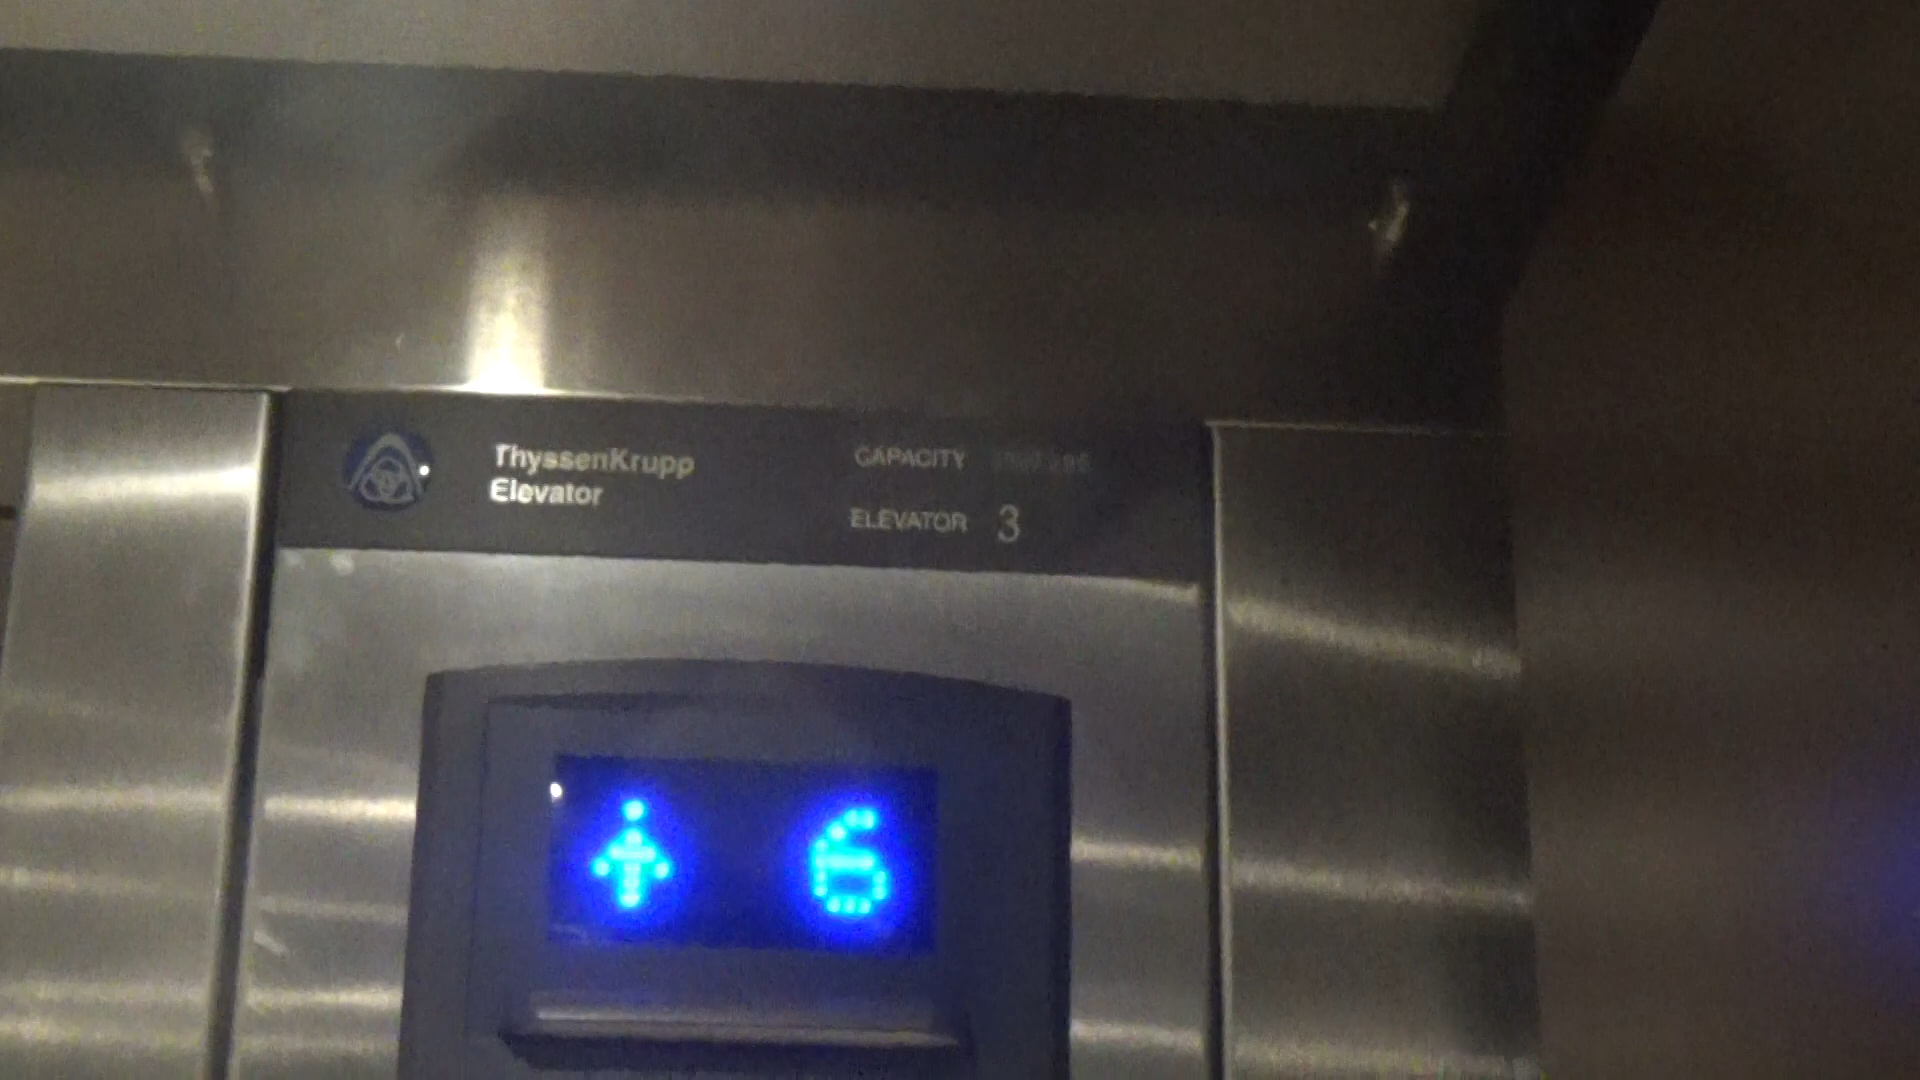 ThyssenKrupp
Elevator
CAPACITY
ELEVATOR 3
6